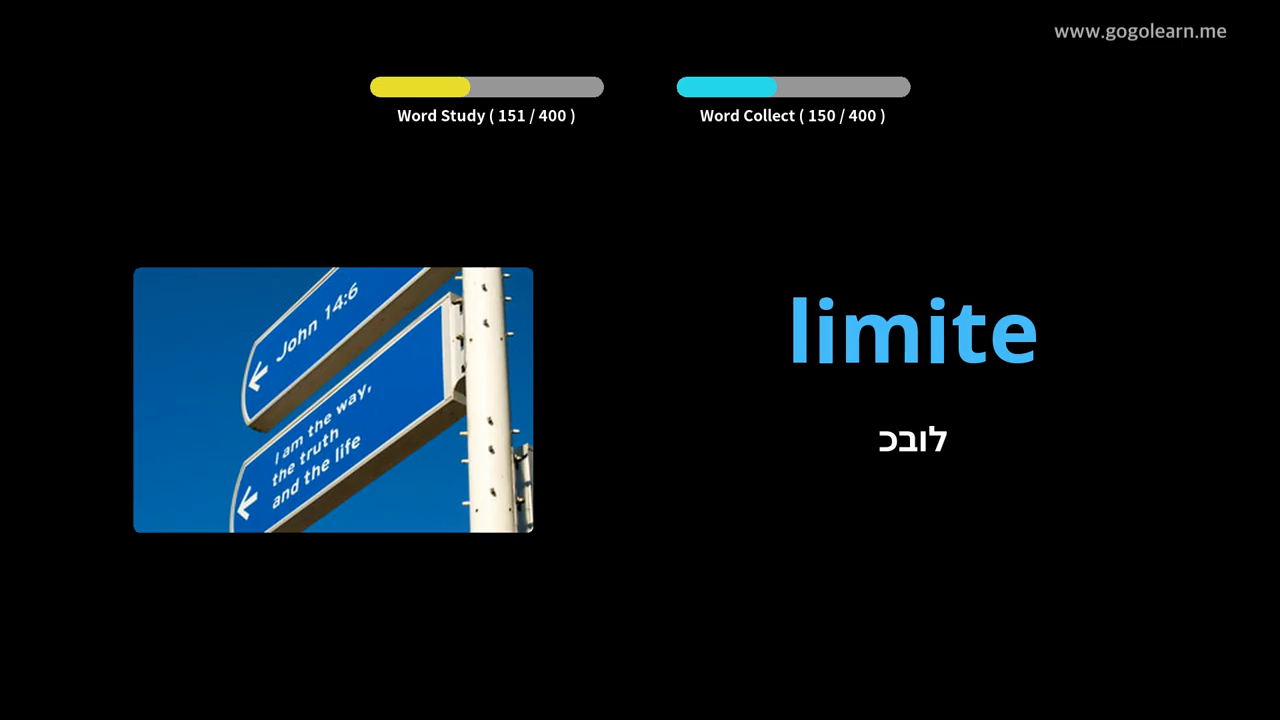 www.gogolearn.me
Word Study ( 151 / 400 )
Word Collect ( 150 / 400 )
John 14:6
I am the way,
the truth
and the life
limite
לובכ